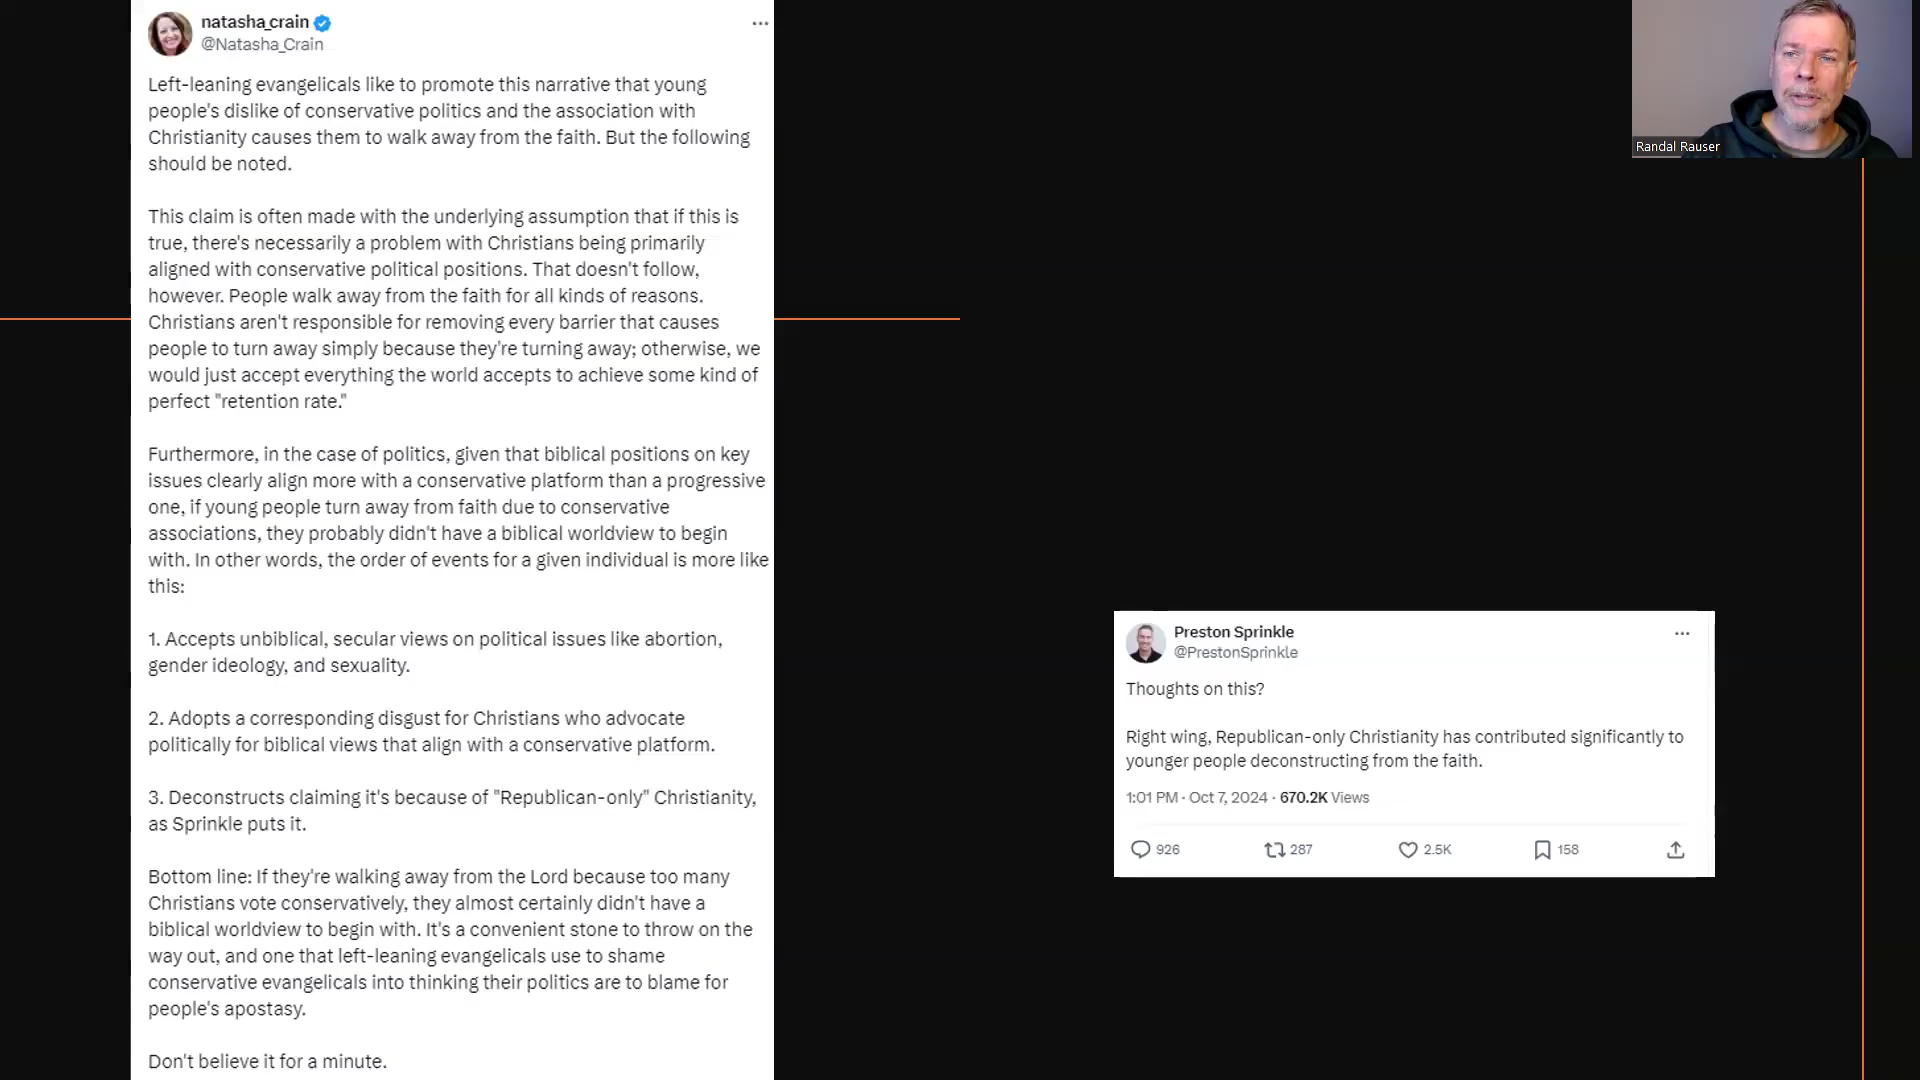 natasha_crain
@Natasha_Crain
Left-leaning evangelicals like to promote this narrative that young
people's dislike of conservative politics and the association with
Christianity causes them to walk away from the faith. But the following
should be noted.
This claim is often made with the underlying assumption that if this is
true, there's necessarily a problem with Christians being primarily
aligned with conservative political positions. That doesn't follow,
however. People walk away from the faith for all kinds of reasons.
Christians aren't responsible for removing every barrier that causes
people to turn away simply because they're turning away; otherwise, we
would just accept everything the world accepts to achieve some kind of
perfect "retention rate."
Furthermore, in the case of politics, given that biblical positions on key
issues clearly align more with a conservative platform than a progressive
one, if young people turn away from faith due to conservative
associations, they probably didn't have a biblical worldview to begin
with. In other words, the order of events for a given individual is more like
this:
1. Accepts unbiblical, secular views on political issues like abortion,
gender ideology, and sexuality.
2. Adopts a corresponding disgust for Christians who advocate
politically for biblical views that align with a conservative platform.
3. Deconstructs claiming it's because of "Republican-only" Christianity,
as Sprinkle puts it.
Bottom line: If they're walking away from the Lord because too many
Christians vote conservatively, they almost certainly didn't have a
biblical worldview to begin with. It's a convenient stone to throw on the
way out, and one that left-leaning evangelicals use to shame
conservative evangelicals into thinking their politics are to blame for
people's apostasy.
Don't believe it for a minute.
Randal Rauser
Preston Sprinkle
@PrestonSprinkle
Thoughts on this?
Right wing, Republican-only Christianity has contributed significantly to
younger people deconstructing from the faith.
1:01 PM · Oct 7, 2024 · 670.2K Views
926 287 2.5K 158